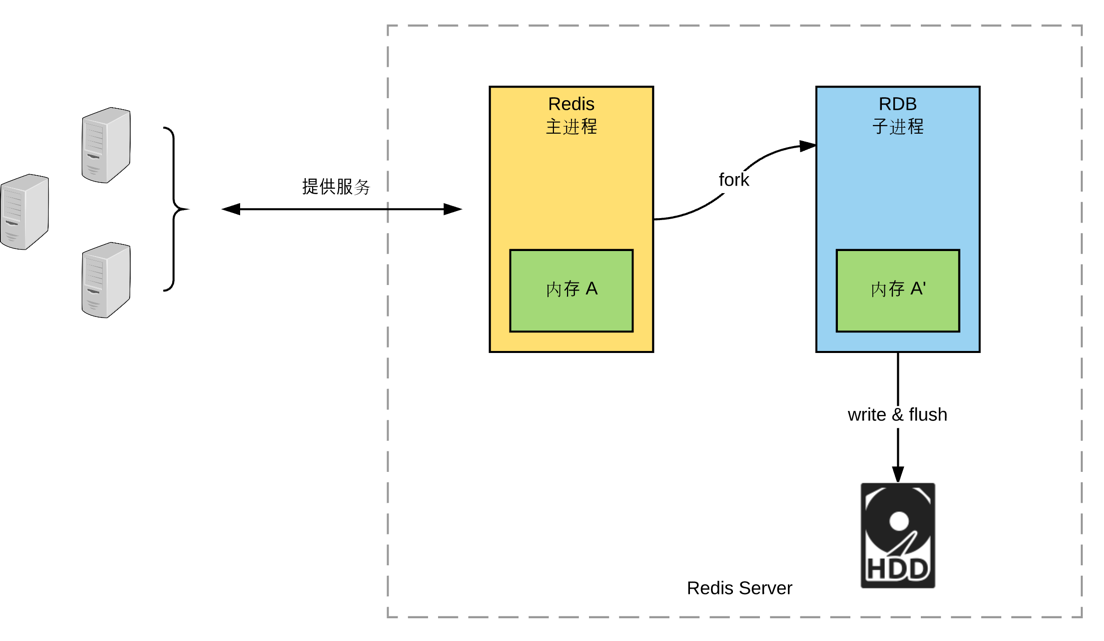 Redis
主进程
RDB
子进程
提供服务
fork
内存 A
内存 A'
write & flush
HDD
Redis Server